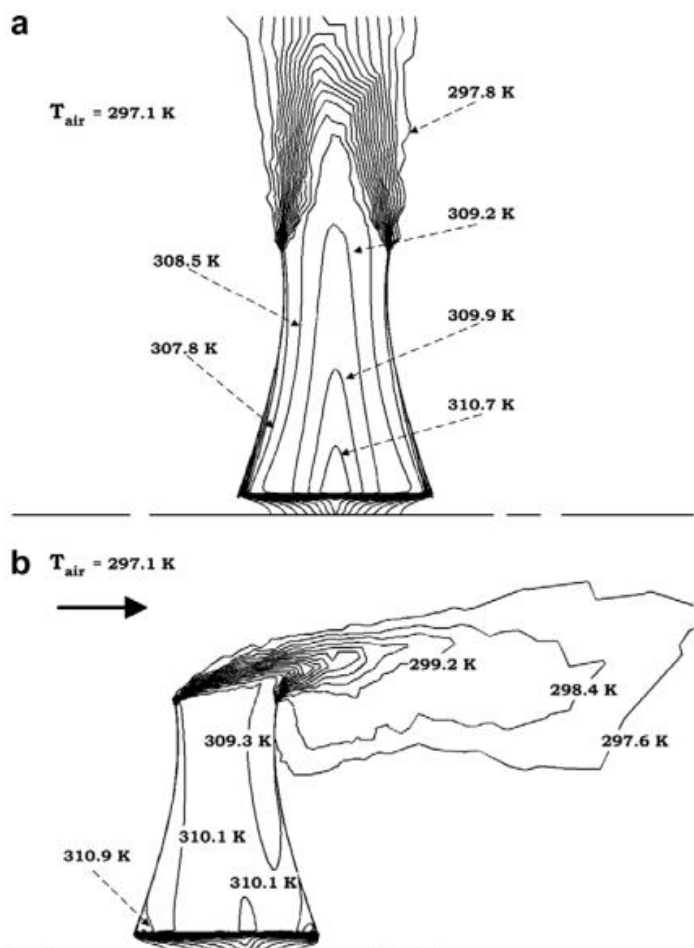 a
T_air = 297.1 K
297.8 K
309.2 K
308.5 K
309.9 K
307.8 K
310.7 K
b T_air = 297.1 K
299.2 K
298.4 K
309.3 K
297.6 K
310.1 K
310.9 K
310.1 K